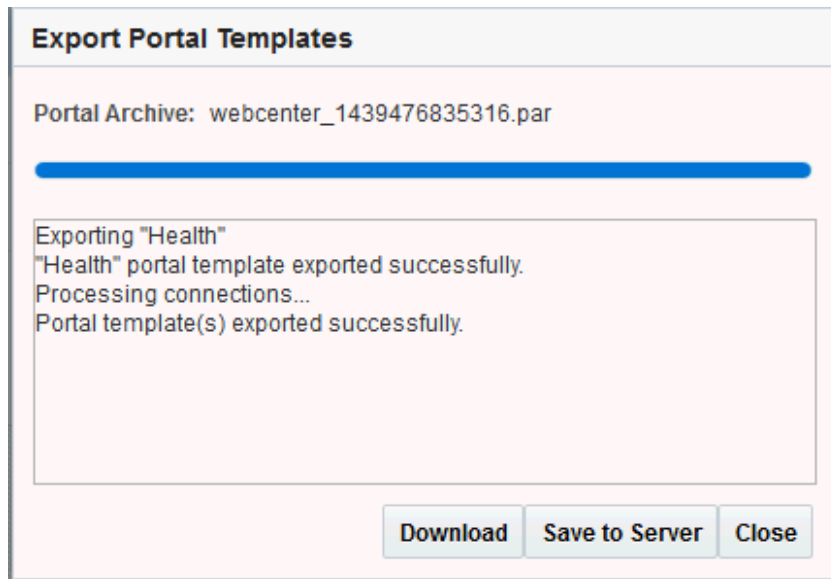 Export Portal Templates
Portal Archive: webcenter_1439476835316.par
Exporting "Health"
"Health" portal template exported successfully.
Processing connections...
Portal template(s) exported successfully.
Download Save to Server Close